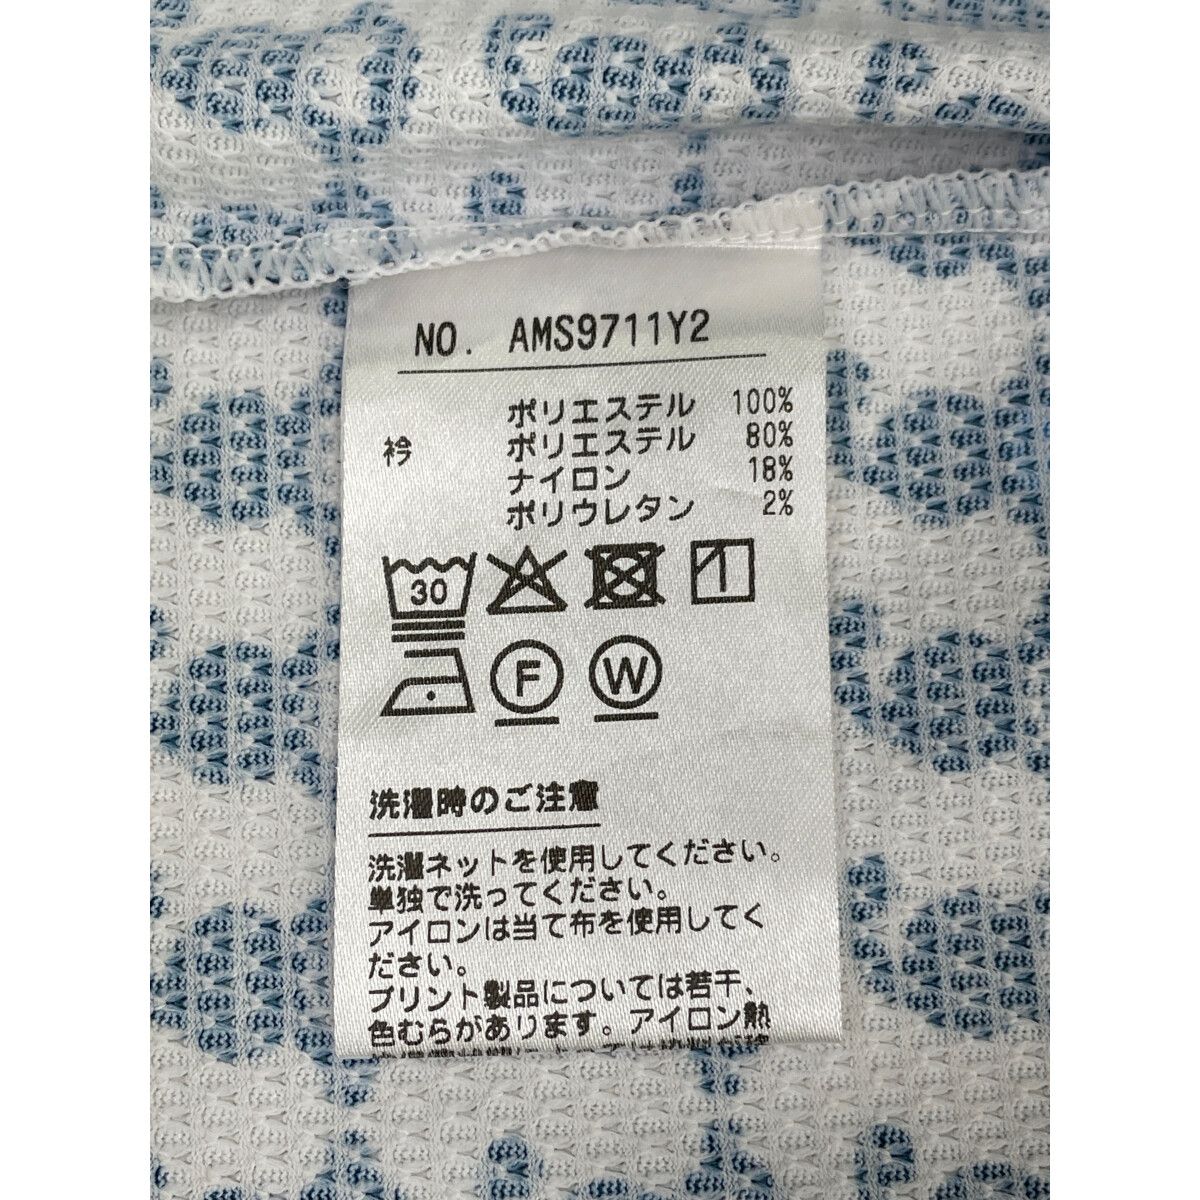 NO. AMS9711Y2
ポリエステル 100%
衿 ポリエステル 80%
ナイロン 18%
ポリウレタン 2%
30
F W
洗濯時のご注意
洗濯ネットを使用してください。
単独で洗ってください。
アイロンは当て布を使用してく
ださい。
プリント製品については若干、
色むらがあります。アイロン熱